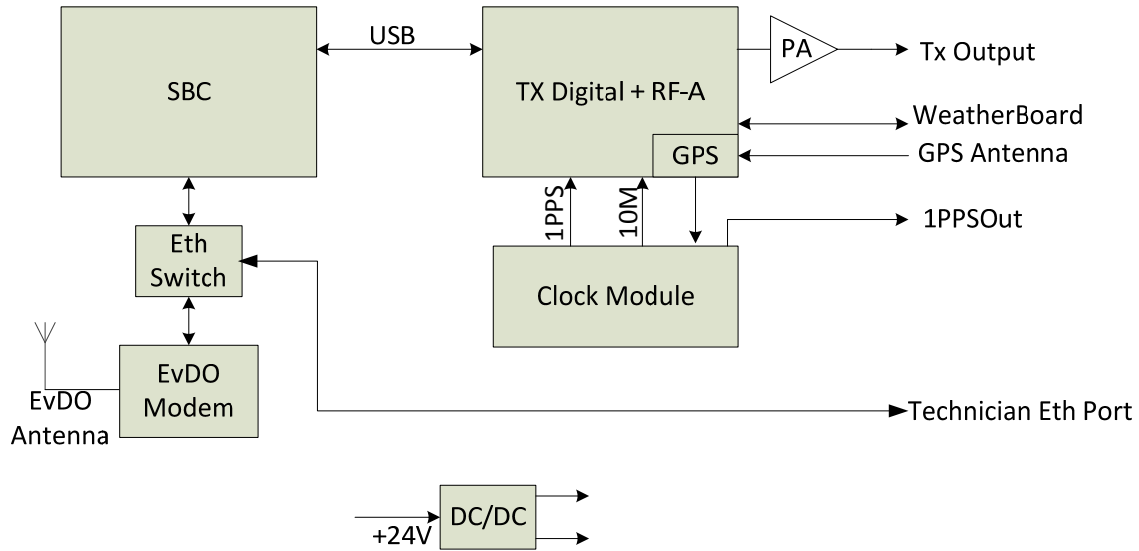 USB
SBC
TX Digital + RF-A
PA
Tx Output
WeatherBoard
GPS
GPS Antenna
1PPS
10M
1PPSOut
Eth
Switch
Clock Module
EvDO
Modem
EvDO
Antenna
Technician Eth Port
DC/DC
+24V